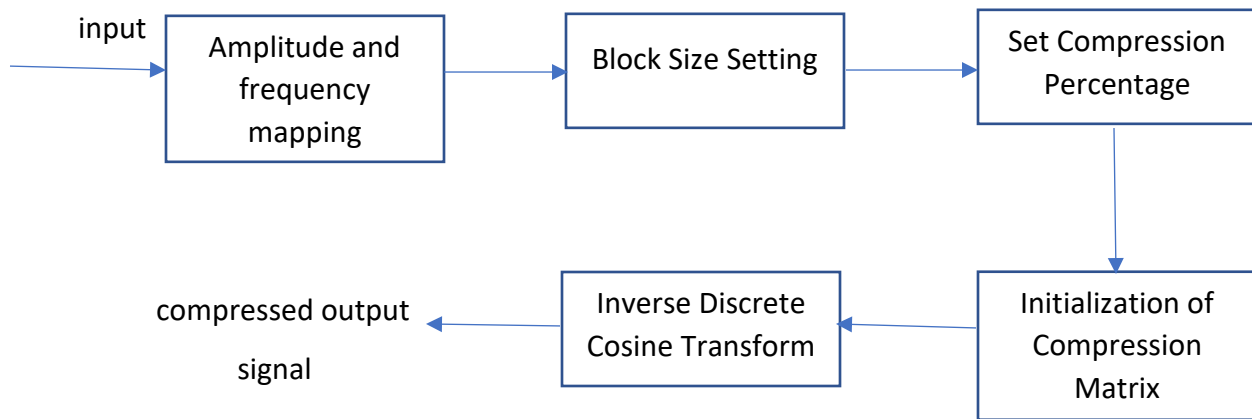 input
Amplitude and
frequency
mapping
Block Size Setting
Set Compression
Percentage
Initialization of
Compression
Matrix
Inverse Discrete
Cosine Transform
compressed output
signal